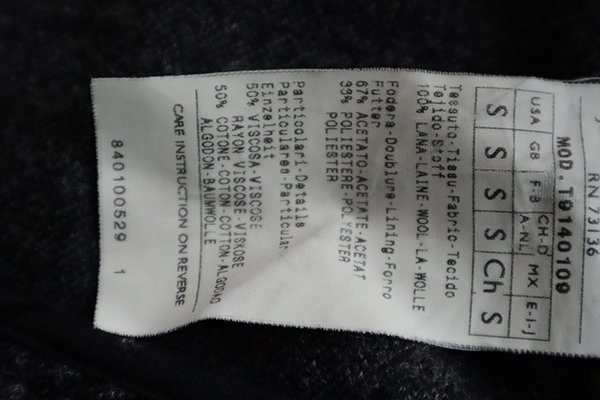 RN 73136
MOD. T9140109
USA GB F-B CH-D A-NL MX E-I-J
S S S S Ch S
Tessuto-Tissu-Fabric-Tecido
Tejido-Stoff
100% LANA-LAINE-WOOL-LA-WOLLE
Fodera-Doublure-Lining-Forro
Futter
67% ACETATO-ACETATE-ACETAT
33% POLIESTERE-POLYESTER
POLIESTER
Particolari-Details
Particulares-Particular
Einzelheit
50% VISCOSA-VISCOSE
RAYON-VISCOSE-VISKOSE
50% COTONE-COTON-COTTON-ALGODAO
ALGODON-BAUMWOLLE
CARE INSTRUCTION ON REVERSE
840100529 1